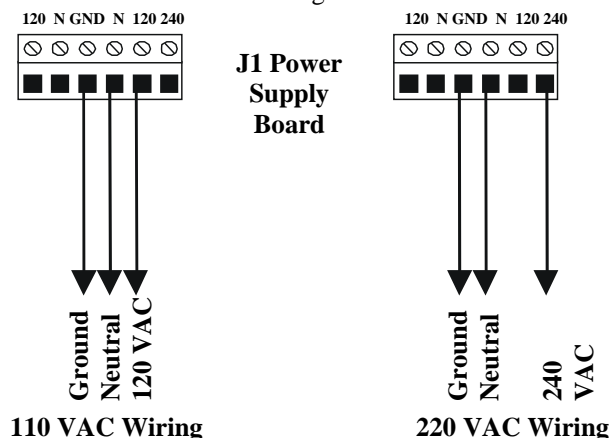 120 N GND N 120 240
J1 Power
Supply
Board
120 N GND N 120 240
Ground
Neutral
120 VAC
110 VAC Wiring
Ground
Neutral
240
VAC
220 VAC Wiring